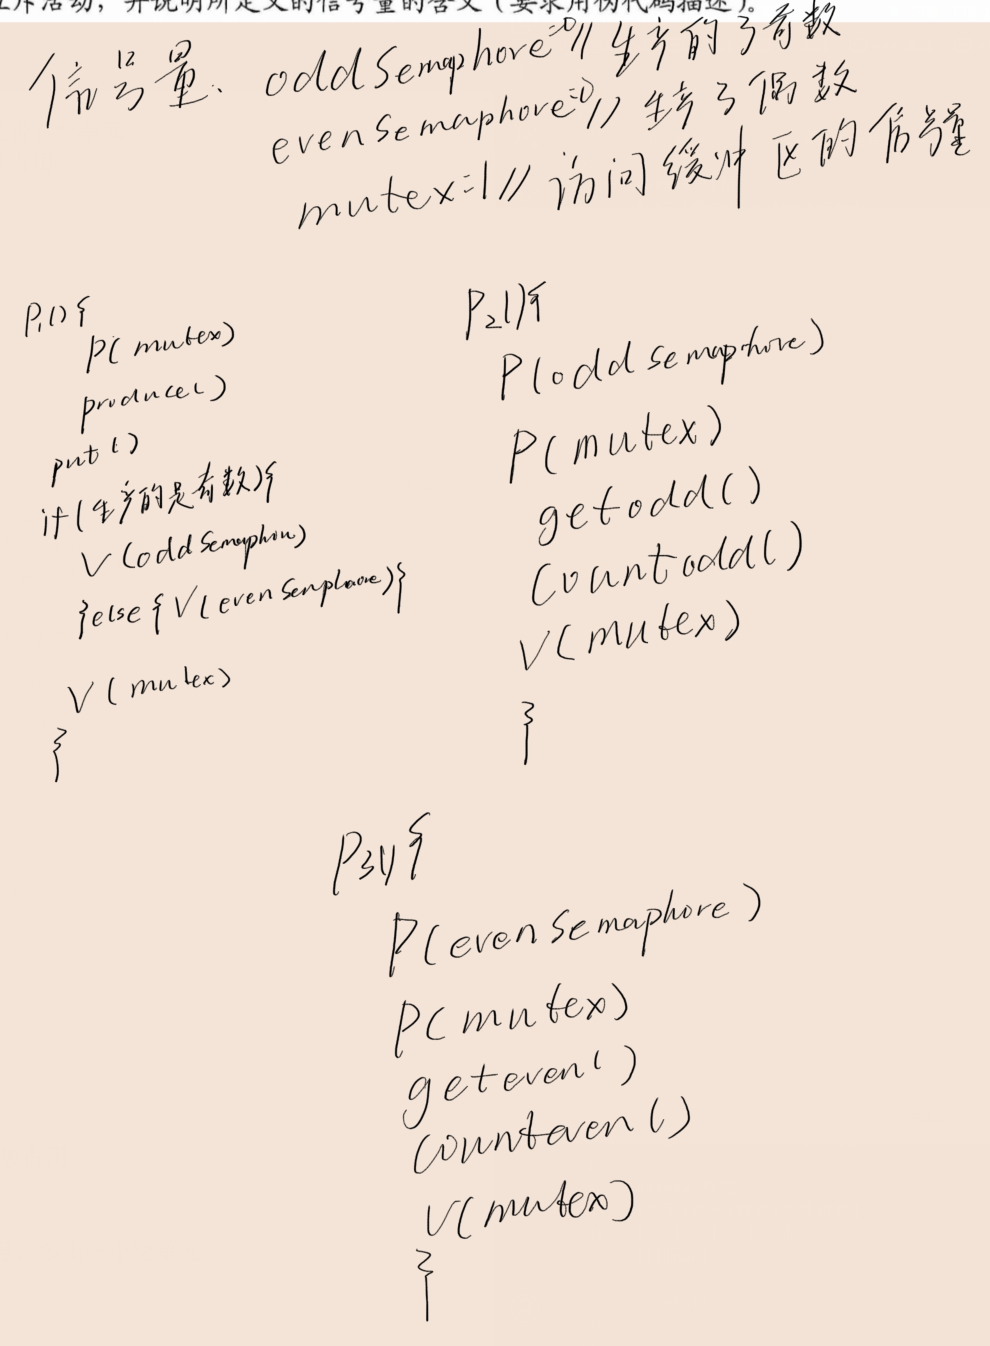 工作活动，并说明所定义的信号量的含义（要求用伪代码描述）。
信号量、oddSemaphore=0//生产的了奇数
evenSemaphore=0//生产了偶数
mutex=1//访问缓冲区的信号量
P1(){
P(mutex)
produce()
put()
if(生产的是奇数){
V(oddSemaphore)
}else{V(evenSemphaore)}
V(mutex)
}
P2(){
P(oddSemaphore)
P(mutex)
getodd()
countodd()
V(mutex)
}
P3(){
P(evenSemaphore)
P(mutex)
geteven()
counteven()
V(mutex)
}